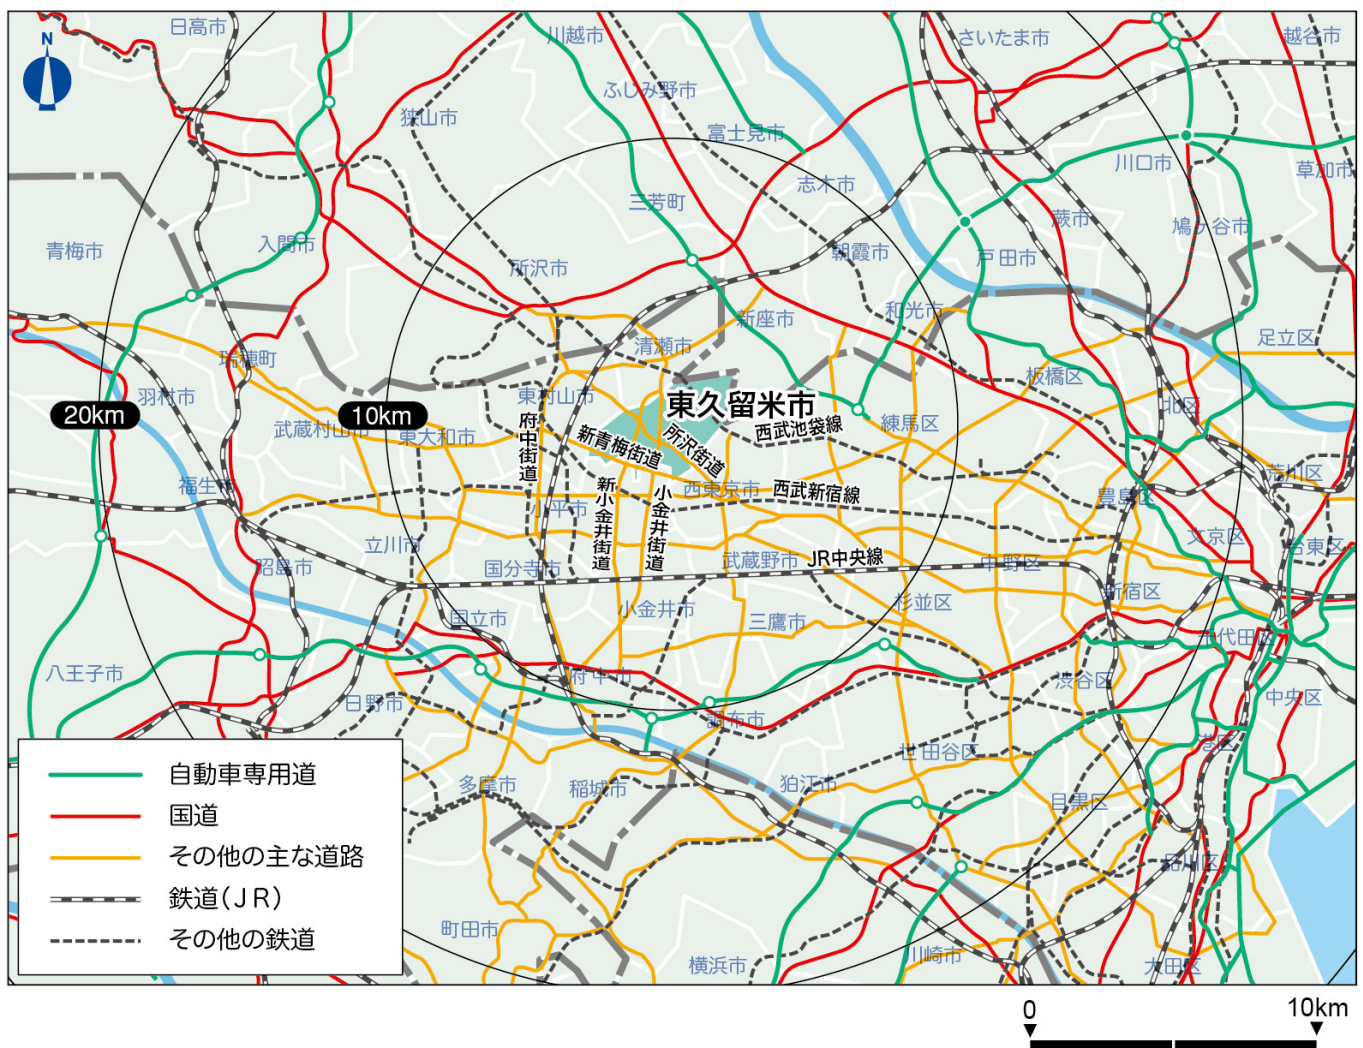 日高市
川越市
さいたま市
越谷市
N
ふじみ野市
狭山市
富士見市
川口市
草加市
志木市
三芳町
蕨市
鳩ヶ谷市
入間市
青梅市
所沢市
朝霞市
戸田市
和光市
新座市
足立区
清瀬市
瑞穂町
板橋区
羽村市
東村山市
東久留米市
北区
20km
10km
武蔵村山市
東大和市
府中街道
新青梅街道
所沢街道
西武池袋線
練馬区
荒川区
福生市
西東京市
西武新宿線
豊島区
小平市
新小金井街道
小金井街道
文京区
立川市
台東区
昭島市
国分寺市
武蔵野市
JR中央線
中野区
新宿区
杉並区
国立市
小金井市
三鷹市
千代田区
八王子市
府中市
渋谷区
日野市
調布市
中央区
世田谷区
港区
自動車専用道
多摩市
稲城市
狛江市
目黒区
国道
その他の主な道路
品川区
鉄道(JR)
町田市
その他の鉄道
横浜市
川崎市
大田区
0
10km